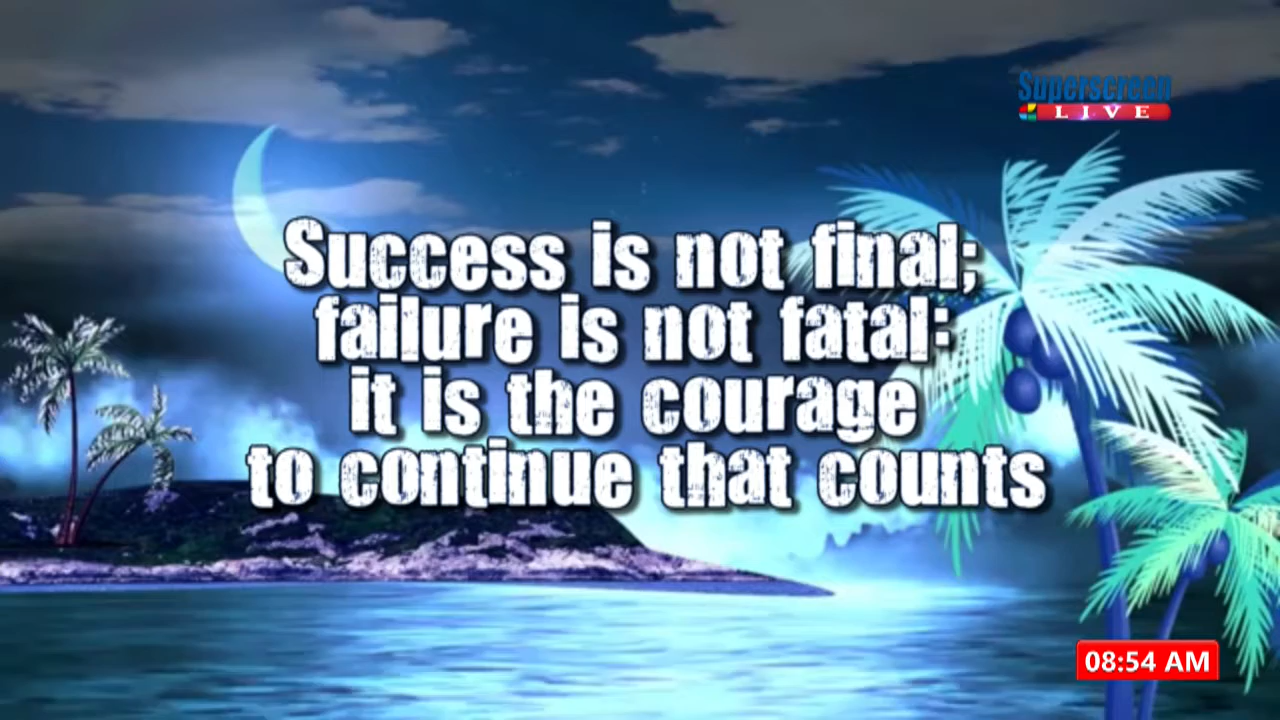 Superscreen
LIVE
Success is not final;
failure is not fatal:
it is the courage
to continue that counts
08:54 AM